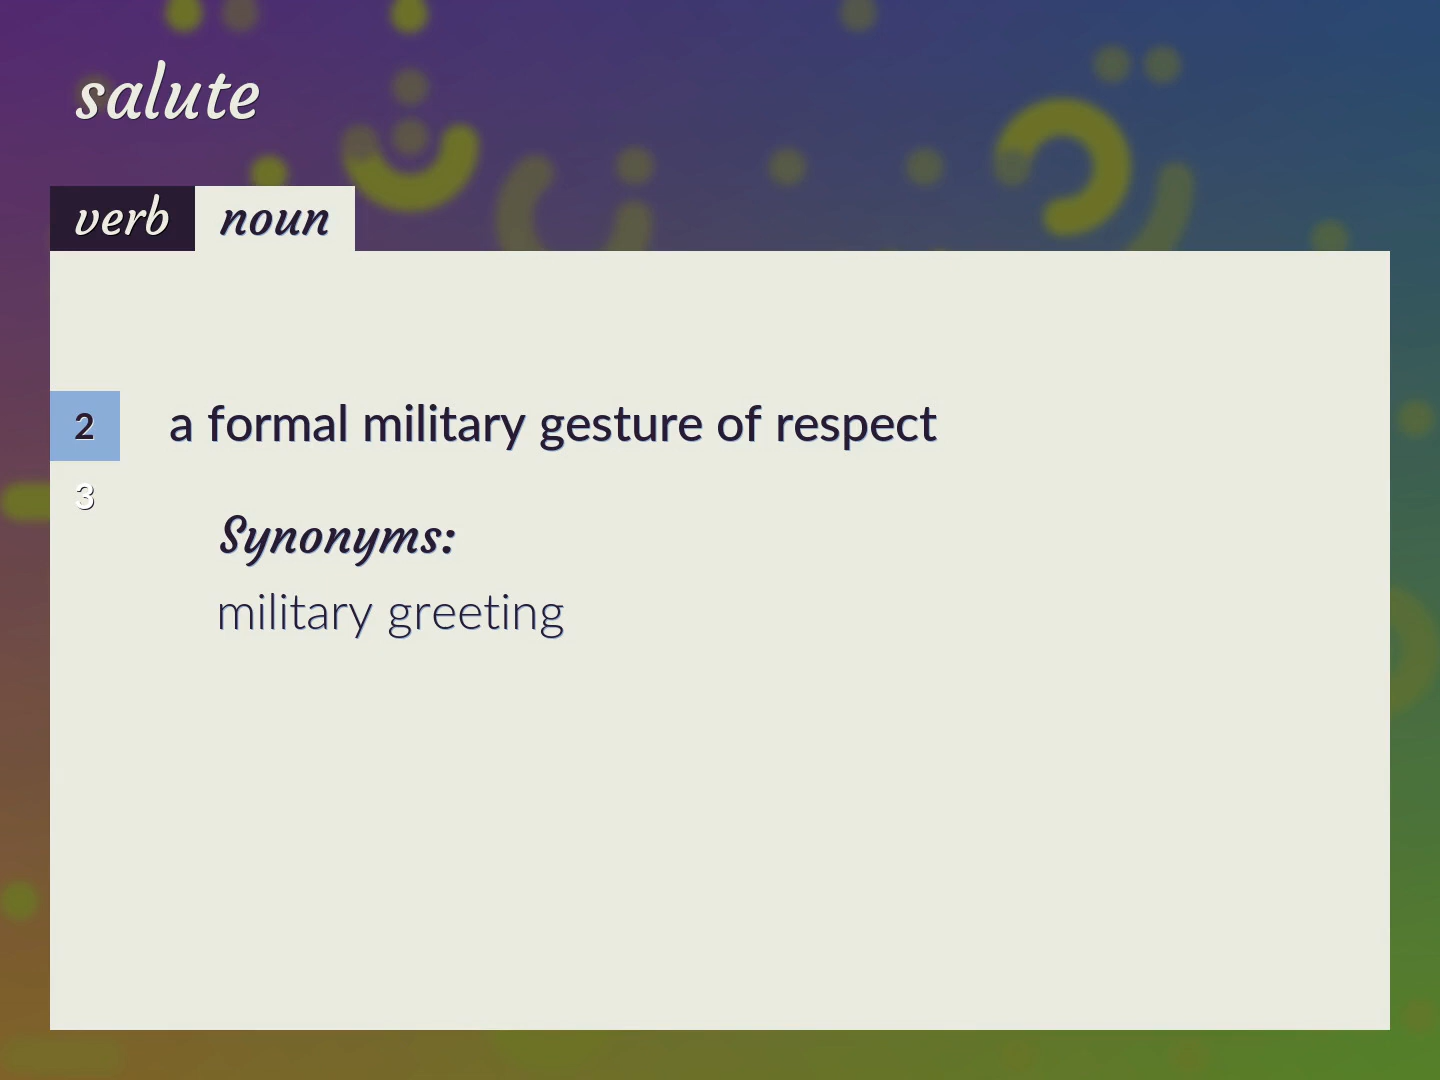 salute
verb noun
2 a formal military gesture of respect
3
Synonyms:
military greeting